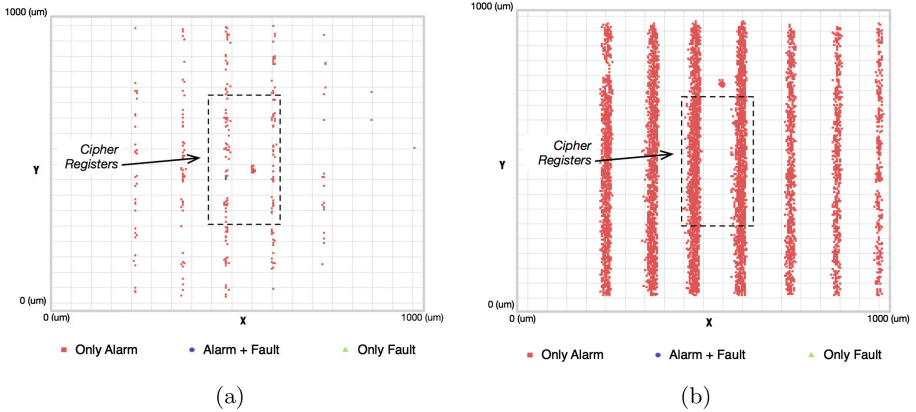 1000 (um)
Cipher
Registers
Y
0 (um)
0 (um)
X
1000 (um)
Only Alarm
Alarm + Fault
Only Fault
(a)
1000 (um)
Cipher
Registers
Y
0 (um)
0 (um)
X
1000 (um)
Only Alarm
Alarm + Fault
Only Fault
(b)